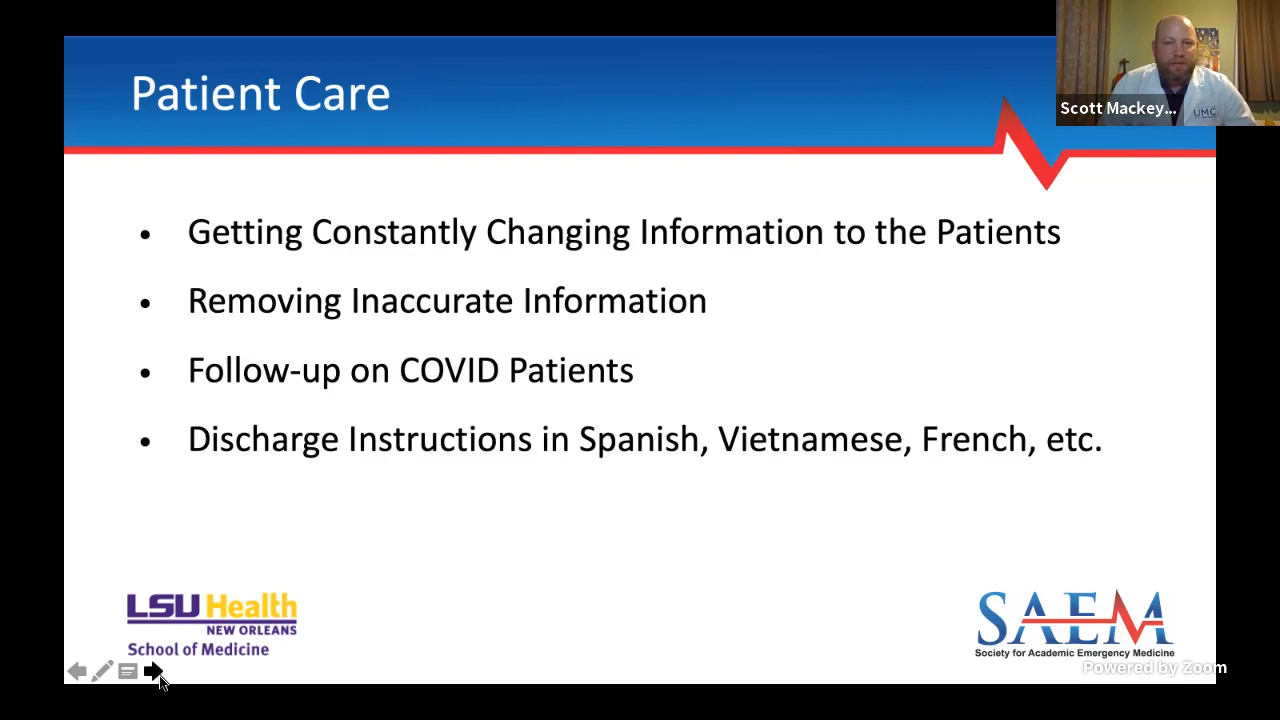 Patient Care
Scott Mackey...
UMC
• Getting Constantly Changing Information to the Patients
• Removing Inaccurate Information
• Follow-up on COVID Patients
• Discharge Instructions in Spanish, Vietnamese, French, etc.
LSU Health
NEW ORLEANS
School of Medicine
SAEM
Society for Academic Emergency Medicine
Powered by Zoom